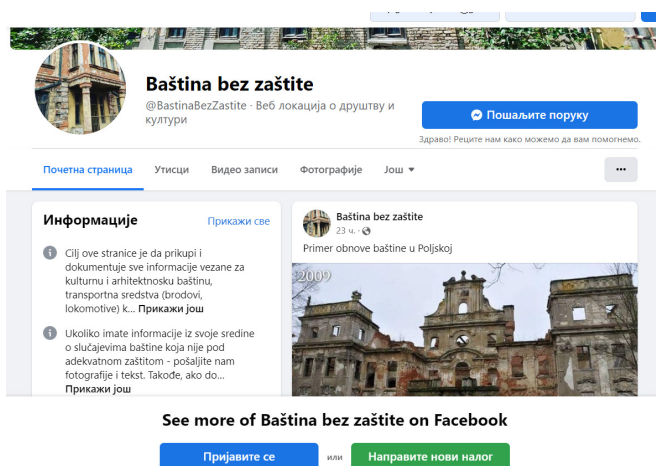 Baština bez zaštite
@BastinaBezZastite · Веб локација о друштву и
култури
Пошаљите поруку
Здраво! Реците нам како можемо да вам помогнемо.
Почетна страница Утисци Видео записи Фотографије Још
Информације Прикажи све
Cilj ove stranice je da prikupi i
dokumentuje sve informacije vezane za
kulturnu i arhitektnosku baštinu,
transportna sredstva (brodovi,
lokomotive) k... Прикажи још
Ukoliko imate informacije iz svoje sredine
o slučajevima baštine koja nije pod
adekvatnom zaštitom - pošaljite nam
fotografije i tekst. Takođe, ako do...
Прикажи још
Baština bez zaštite
23 ч. ·
Primer obnove baštine u Poljskoj
2009
See more of Baština bez zaštite on Facebook
Пријавите се или Направите нови налог